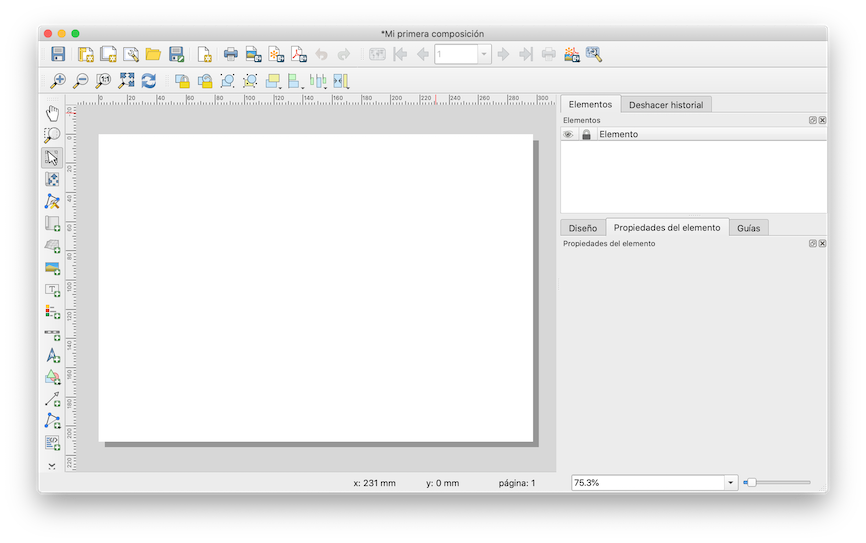 *Mi primera composición
1
0 20 40 60 80 100 120 140 160 180 200 220 240 260 280 300
Elementos
Deshacer historial
Elementos
Elemento
Diseño
Propiedades del elemento
Guías
Propiedades del elemento
x: 231 mm
y: 0 mm
página: 1
75.3%